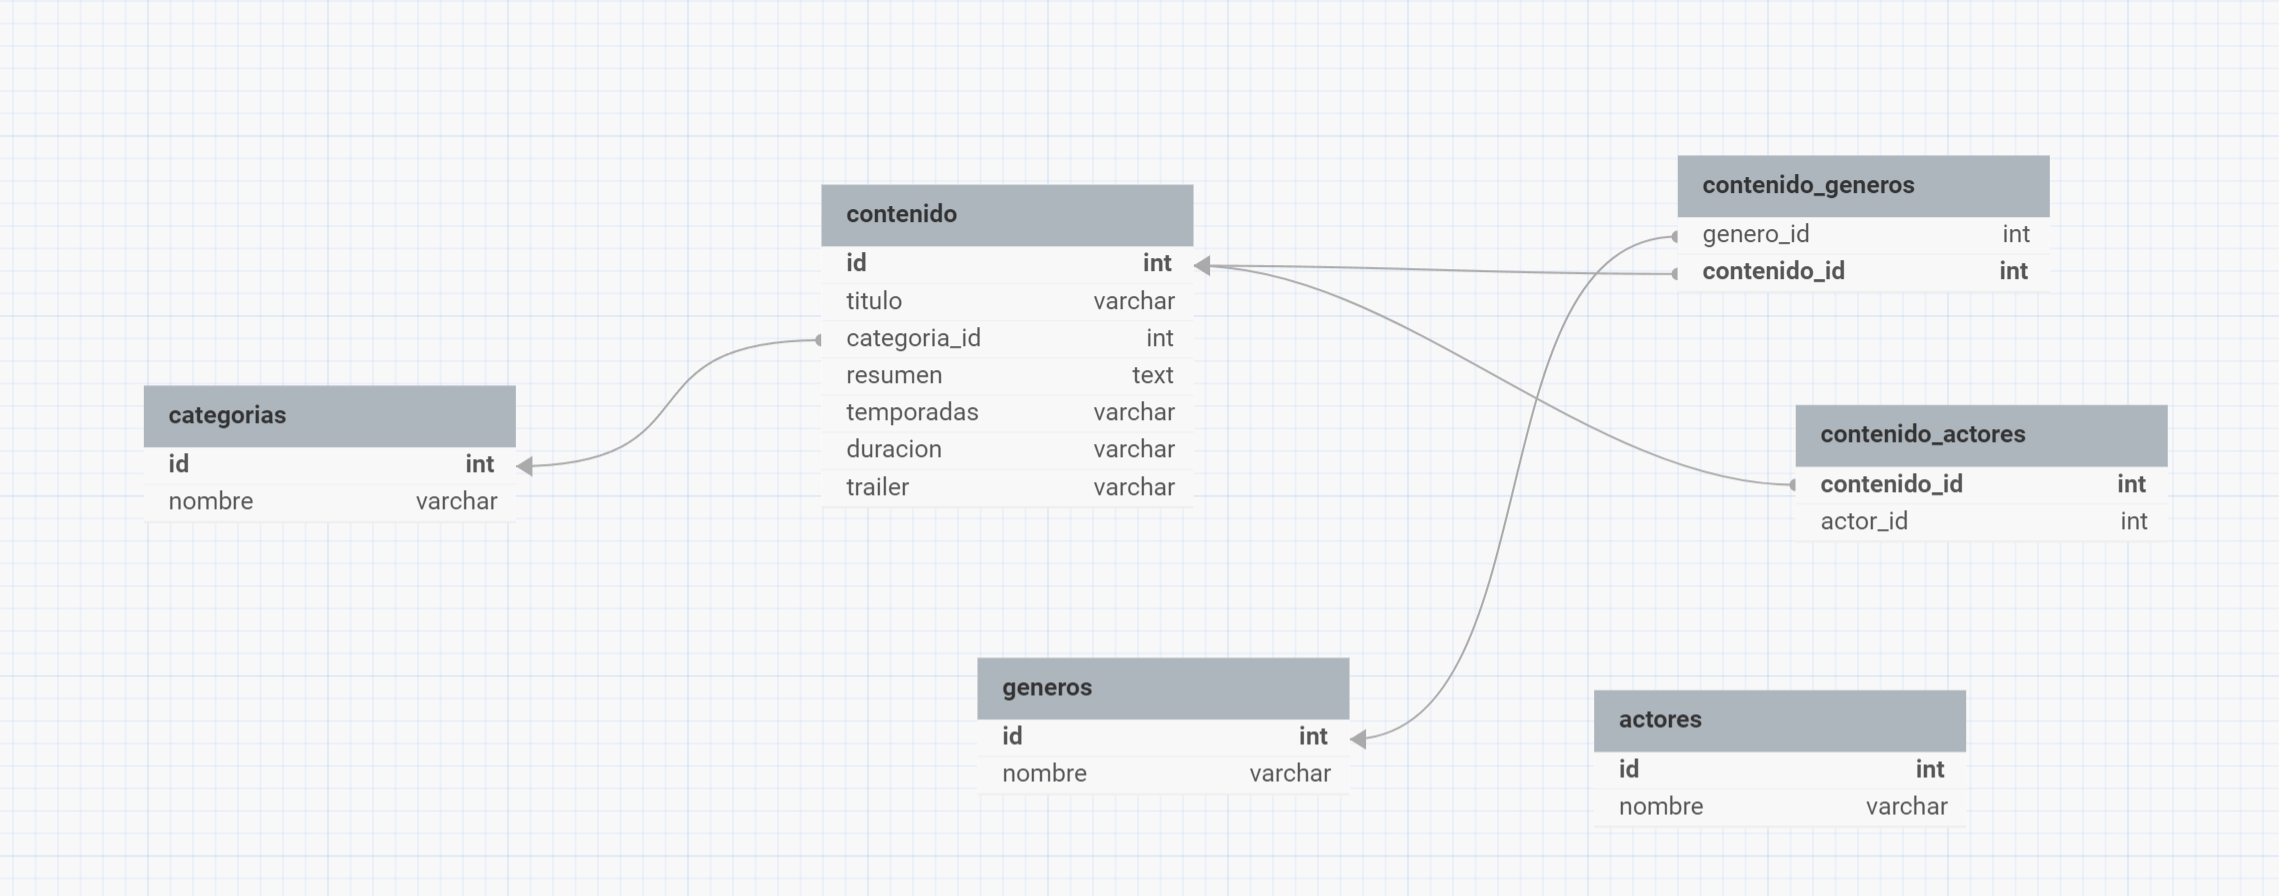 contenido
id int
titulo varchar
categoria_id int
resumen text
temporadas varchar
duracion varchar
trailer varchar
categorias
id int
nombre varchar
contenido_generos
genero_id int
contenido_id int
contenido_actores
contenido_id int
actor_id int
generos
id int
nombre varchar
actores
id int
nombre varchar